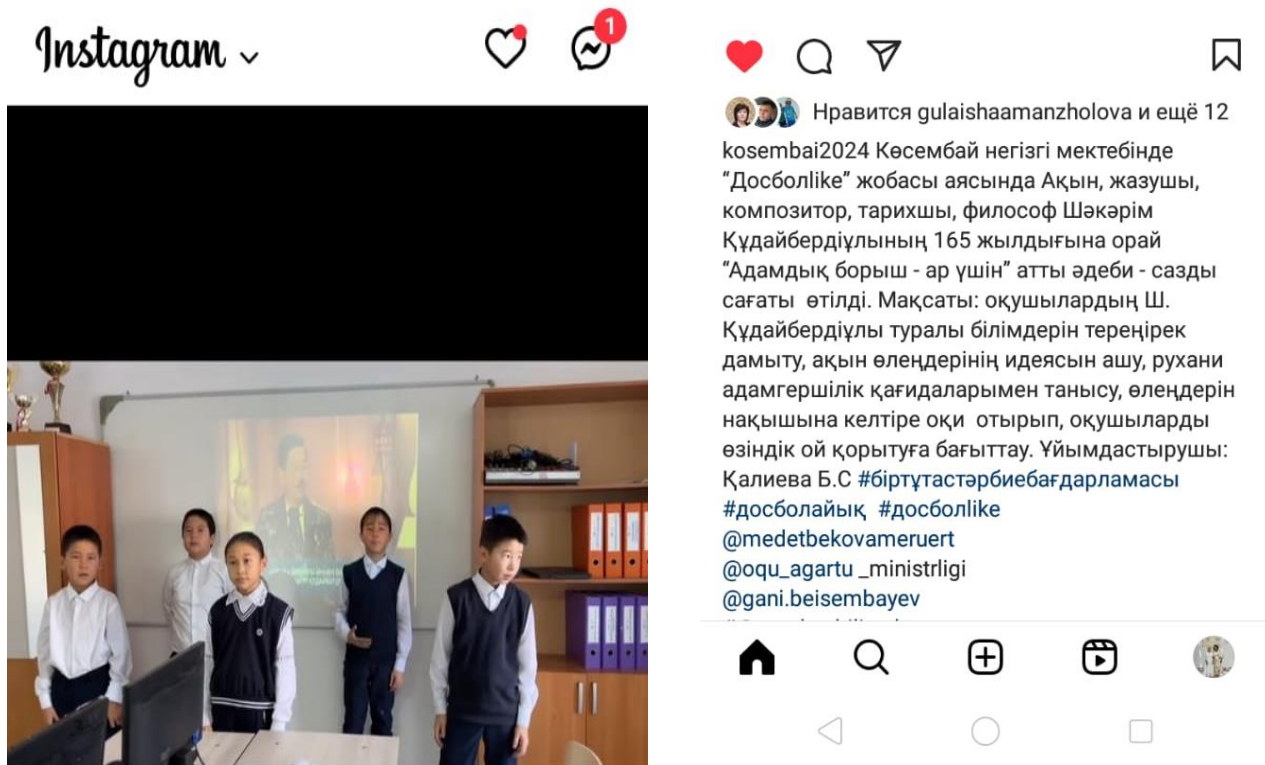 Instagram
1
Нравится gulaishaamanzholova и ещё 12
kosembai2024 Көсембай негізгі мектебінде
“Досболlike” жобасы аясында Ақын, жазушы,
композитор, тарихшы, философ Шәкәрім
Құдайбердіұлының 165 жылдығына орай
“Адамдық борыш - ар үшін” атты әдеби - сазды
сағаты өтілді. Мақсаты: оқушылардың Ш.
Құдайбердіұлы туралы білімдерін тереңірек
дамыту, ақын өлеңдерінің идеясын ашу, рухани
адамгершілік қағидаларымен танысу, өлеңдерін
нақышына келтіре оқи отырып, оқушыларды
өзіндік ой қорытуға бағыттау. Ұйымдастырушы:
Қалиева Б.С #біртұтастәрбиебағдарламасы
#досболайық #досболlike
@medetbekovameruert
@oqu_agartu _ministrligi
@gani.beisembayev